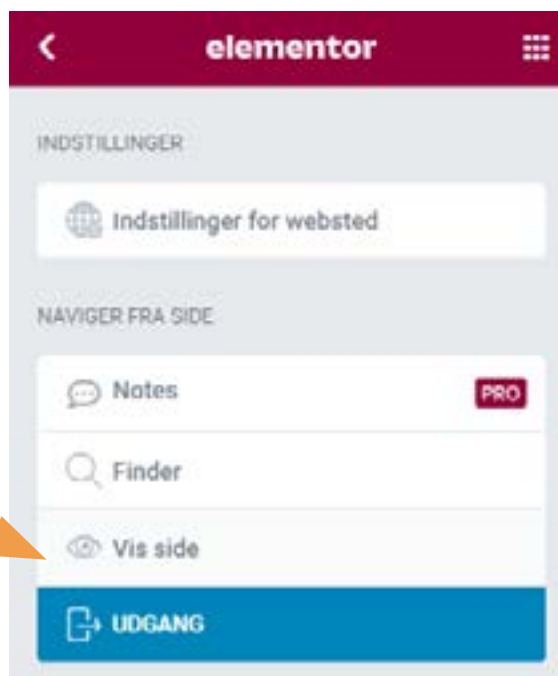 elementor
INDSTILLINGER
Indstillinger for websted
NAVIGER FRA SIDE
Notes PRO
Finder
Vis side
UDGANG